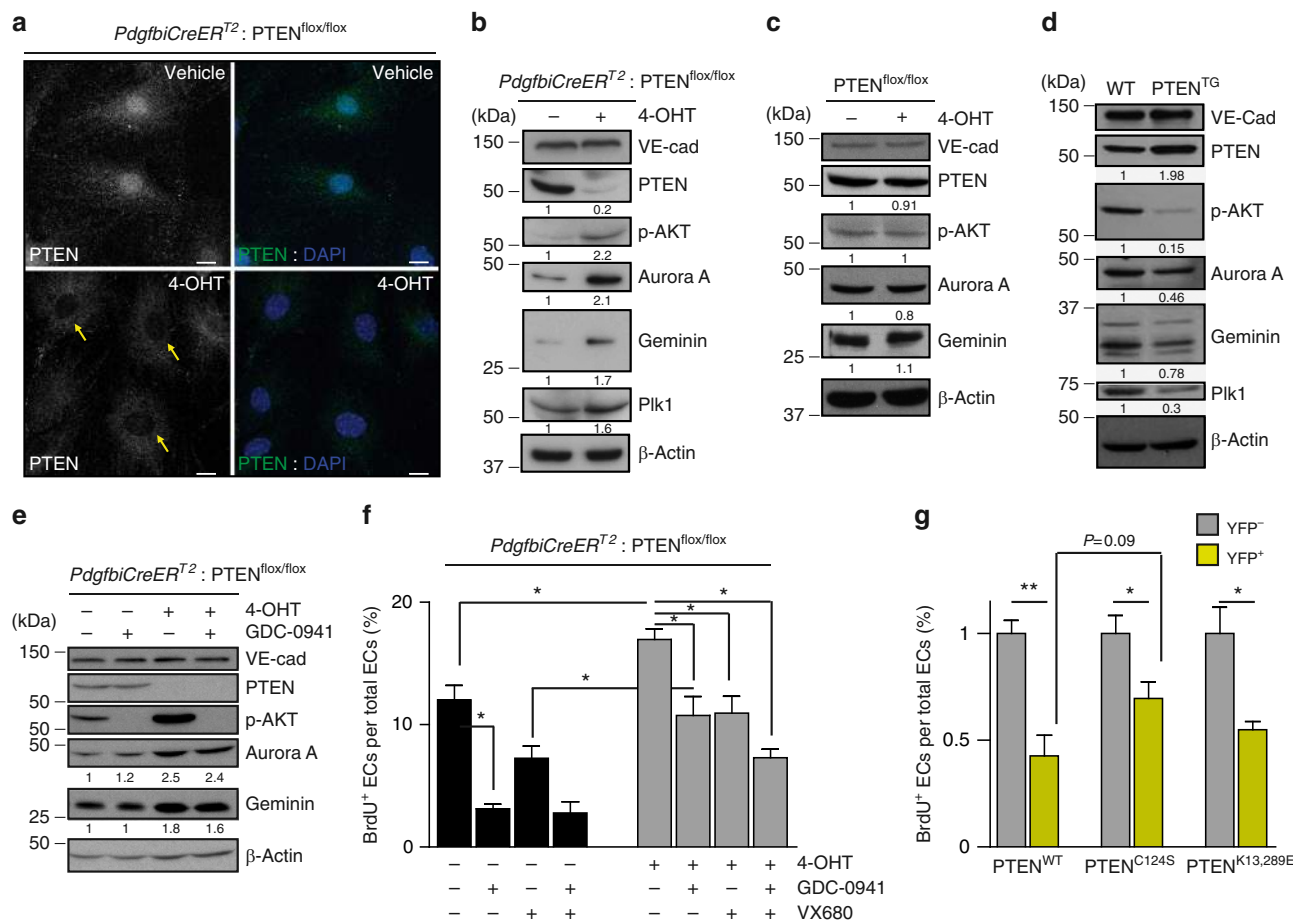 a
PdgfbiCreER^T2 : PTEN^flox/flox
Vehicle Vehicle
PTEN PTEN : DAPI
4-OHT 4-OHT
PTEN PTEN : DAPI
b
PdgfbiCreER^T2 : PTEN^flox/flox
(kDa) – + 4-OHT
150 VE-cad
50 PTEN
1 0.2
50 p-AKT
1 2.2
50 Aurora A
1 2.1
25 Geminin
1 1.7
50 Plk1
1 1.6
37 β-Actin
c
PTEN^flox/flox
(kDa) – + 4-OHT
150 VE-cad
50 PTEN
1 0.91
50 p-AKT
1 1
50 Aurora A
1 0.8
25 Geminin
1 1.1
37 β-Actin
d
(kDa) WT PTEN^TG
150 VE-Cad
50 PTEN
1 1.98
50 p-AKT
1 0.15
Aurora A
1 0.46
37 Geminin
1 0.78
75 Plk1
1 0.3
50 β-Actin
e
PdgfbiCreER^T2 : PTEN^flox/flox
(kDa) – – + + 4-OHT
– + – + GDC-0941
150 VE-cad
50 PTEN
50 p-AKT
50 Aurora A
1 1.2 2.5 2.4
25 Geminin
1 1 1.8 1.6
50 β-Actin
f
PdgfbiCreER^T2 : PTEN^flox/flox
BrdU⁺ ECs per total ECs (%)
20
10
0
* * * * * *
– – – – + + + + 4-OHT
– + – + – + – + GDC-0941
– – + + – – + + VX680
g
YFP⁻
YFP⁺
P=0.09
** * *
BrdU⁺ ECs per total ECs (%)
1
0.5
0
PTEN^WT PTEN^C124S PTEN^K13,289E